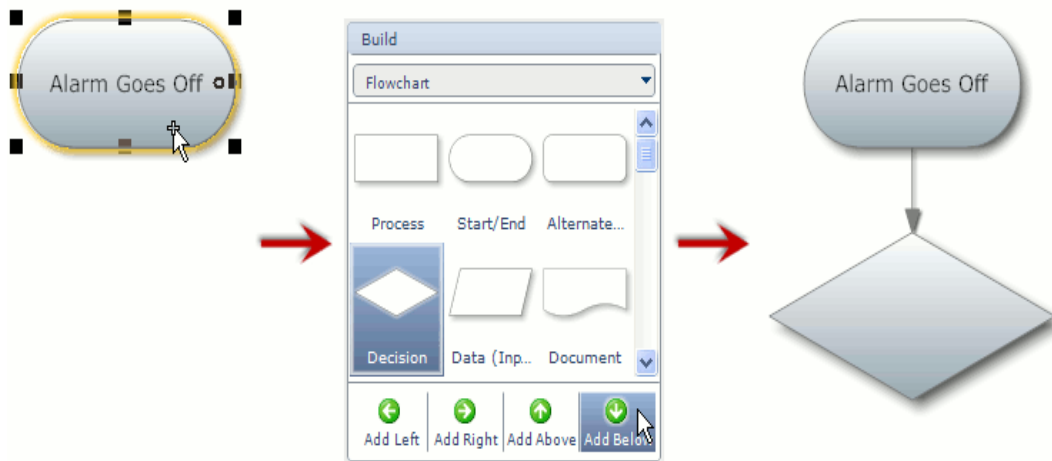 Alarm Goes Off
Build
Flowchart
Process
Start/End
Alternate...
Decision
Data (Inp...
Document
Add Left
Add Right
Add Above
Add Below
Alarm Goes Off